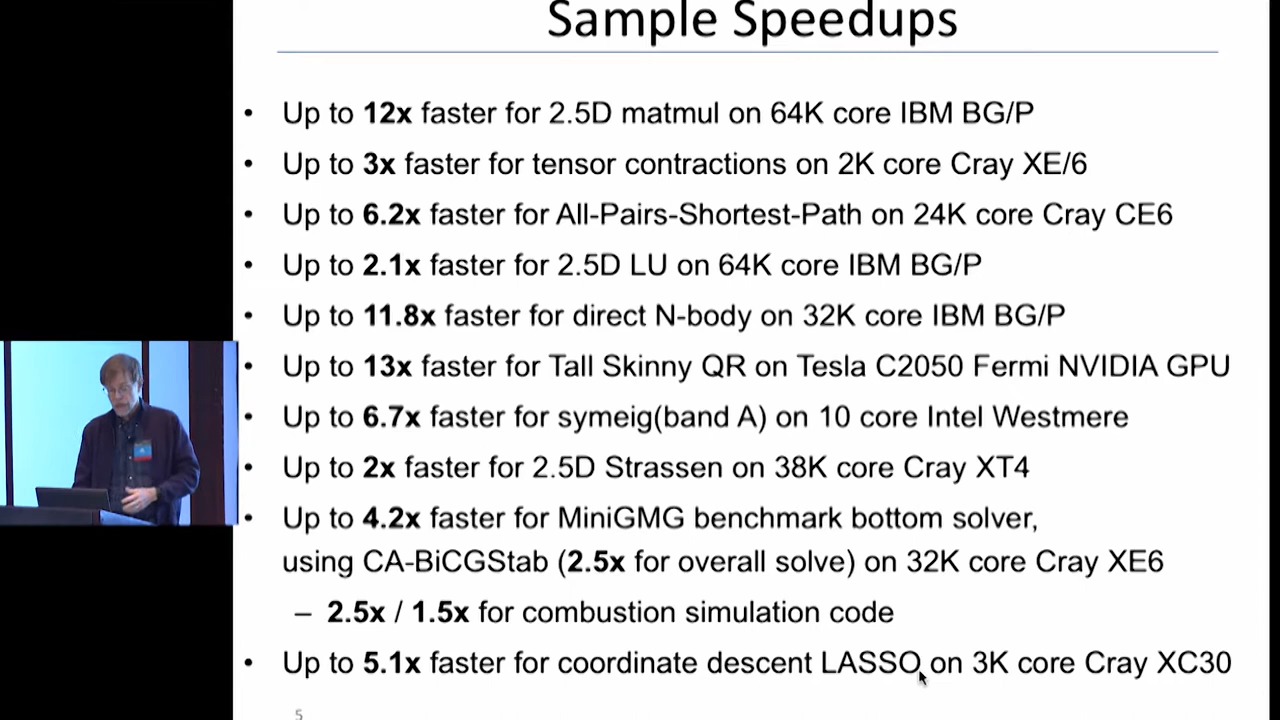 Sample Speedups
• Up to 12x faster for 2.5D matmul on 64K core IBM BG/P
• Up to 3x faster for tensor contractions on 2K core Cray XE/6
• Up to 6.2x faster for All-Pairs-Shortest-Path on 24K core Cray CE6
• Up to 2.1x faster for 2.5D LU on 64K core IBM BG/P
• Up to 11.8x faster for direct N-body on 32K core IBM BG/P
• Up to 13x faster for Tall Skinny QR on Tesla C2050 Fermi NVIDIA GPU
• Up to 6.7x faster for symeig(band A) on 10 core Intel Westmere
• Up to 2x faster for 2.5D Strassen on 38K core Cray XT4
• Up to 4.2x faster for MiniGMG benchmark bottom solver,
using CA-BiCGStab (2.5x for overall solve) on 32K core Cray XE6
– 2.5x / 1.5x for combustion simulation code
• Up to 5.1x faster for coordinate descent LASSO on 3K core Cray XC30
5